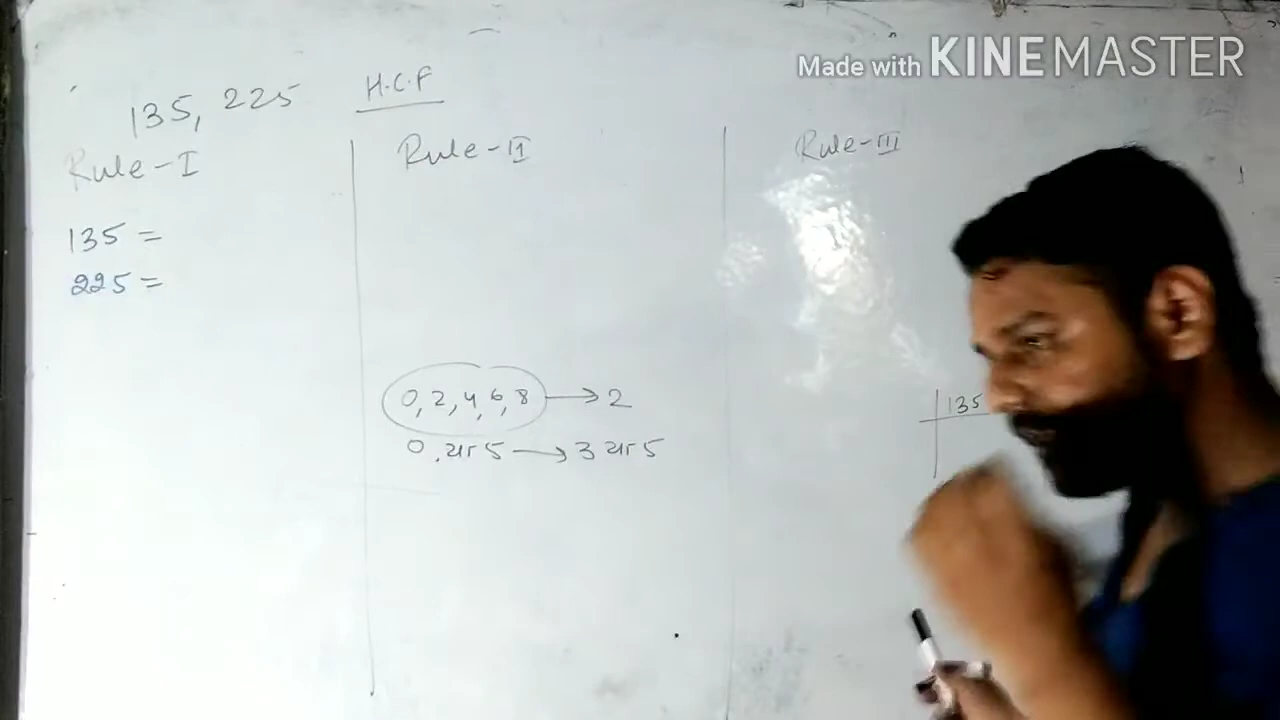 Made with KINEMASTER
135, 225 H.C.F
Rule-I
135 =
225 =
Rule-II
0, 2, 4, 6, 8 → 2
0, या 5 → 3 या 5
Rule-III
135